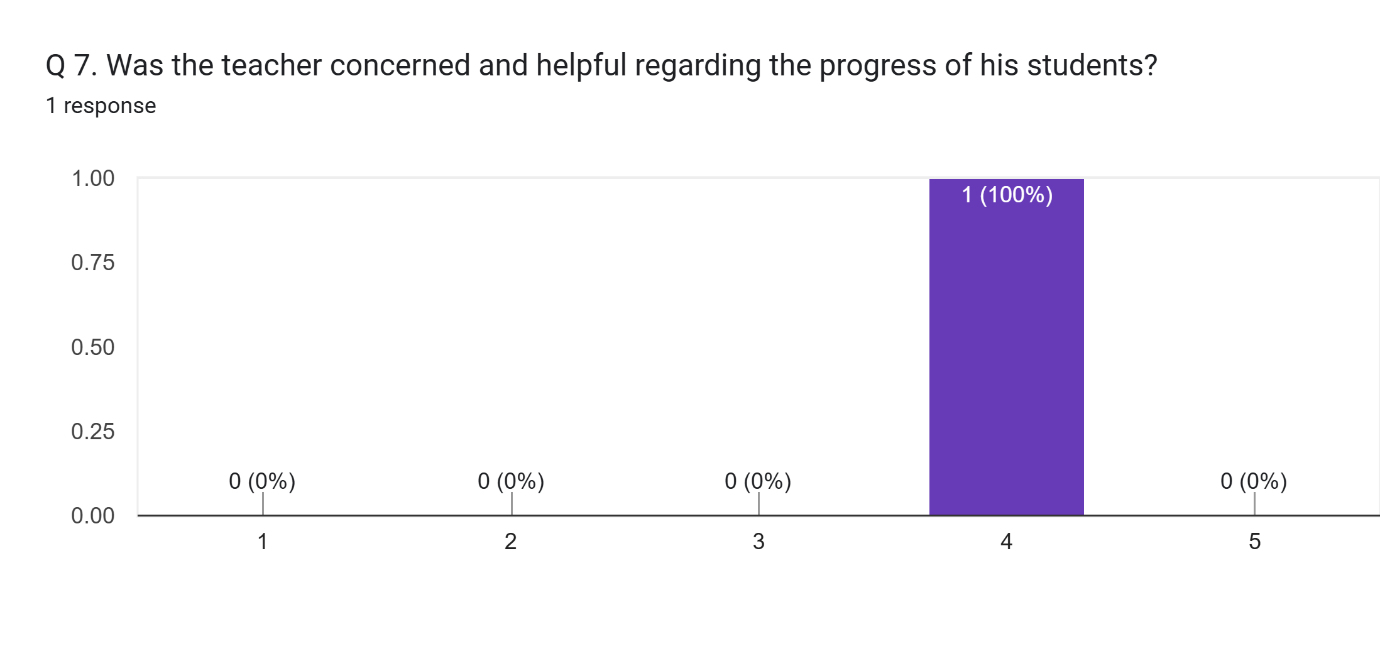 Q 7. Was the teacher concerned and helpful regarding the progress of his students?
1 response
1.00
1 (100%)
0.75
0.50
0.25
0 (0%) 0 (0%) 0 (0%) 0 (0%)
0.00
1 2 3 4 5